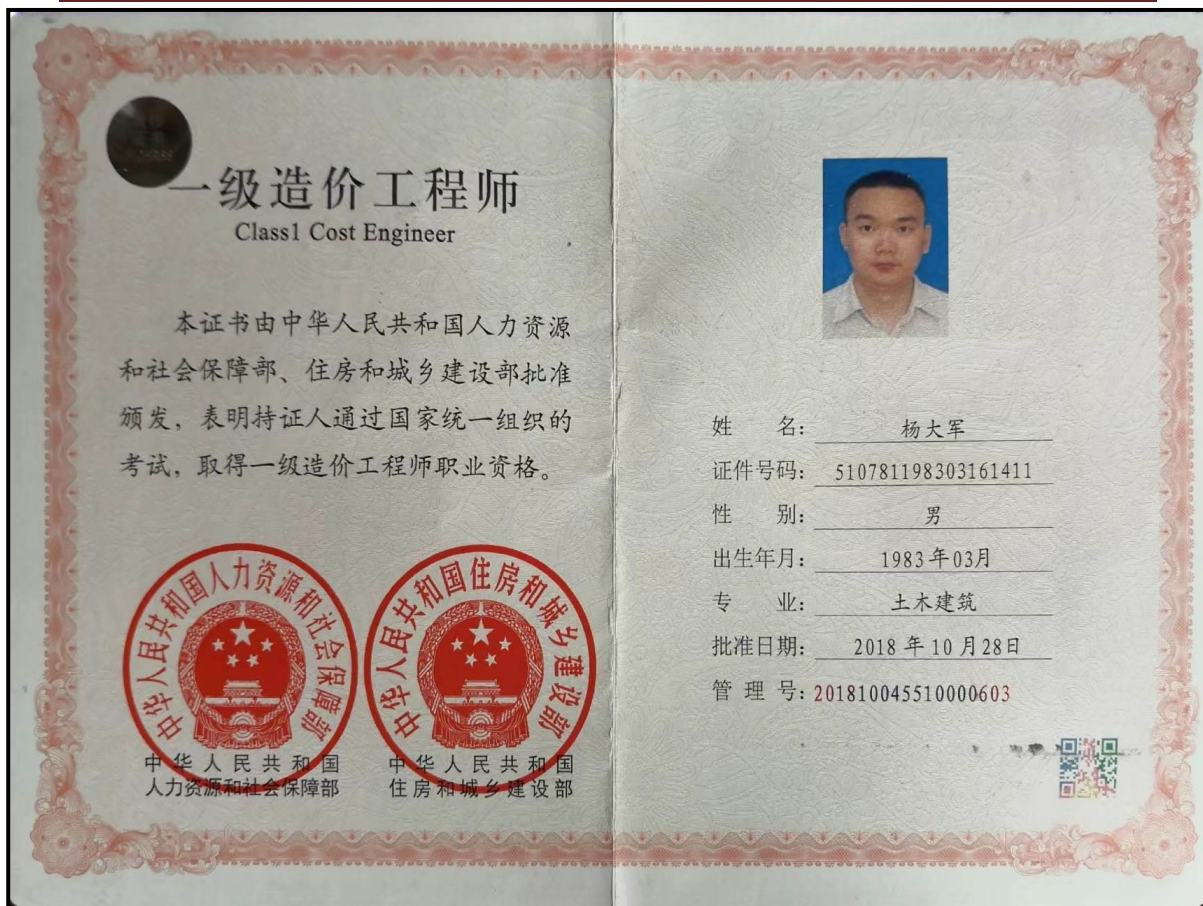 一级造价工程师
Class1 Cost Engineer
本证书由中华人民共和国人力资源
和社会保障部、住房和城乡建设部批准
颁发，表明持证人通过国家统一组织的
考试，取得一级造价工程师职业资格。
中华人民共和国人力资源和社会保障部
中华人民共和国住房和城乡建设部
中华人民共和国
人力资源和社会保障部
中华人民共和国
住房和城乡建设部
姓 名：杨大军
证件号码：510781198303161411
性 别：男
出生年月：1983年03月
专 业：土木建筑
批准日期：2018年10月28日
管 理 号：201810045510000603